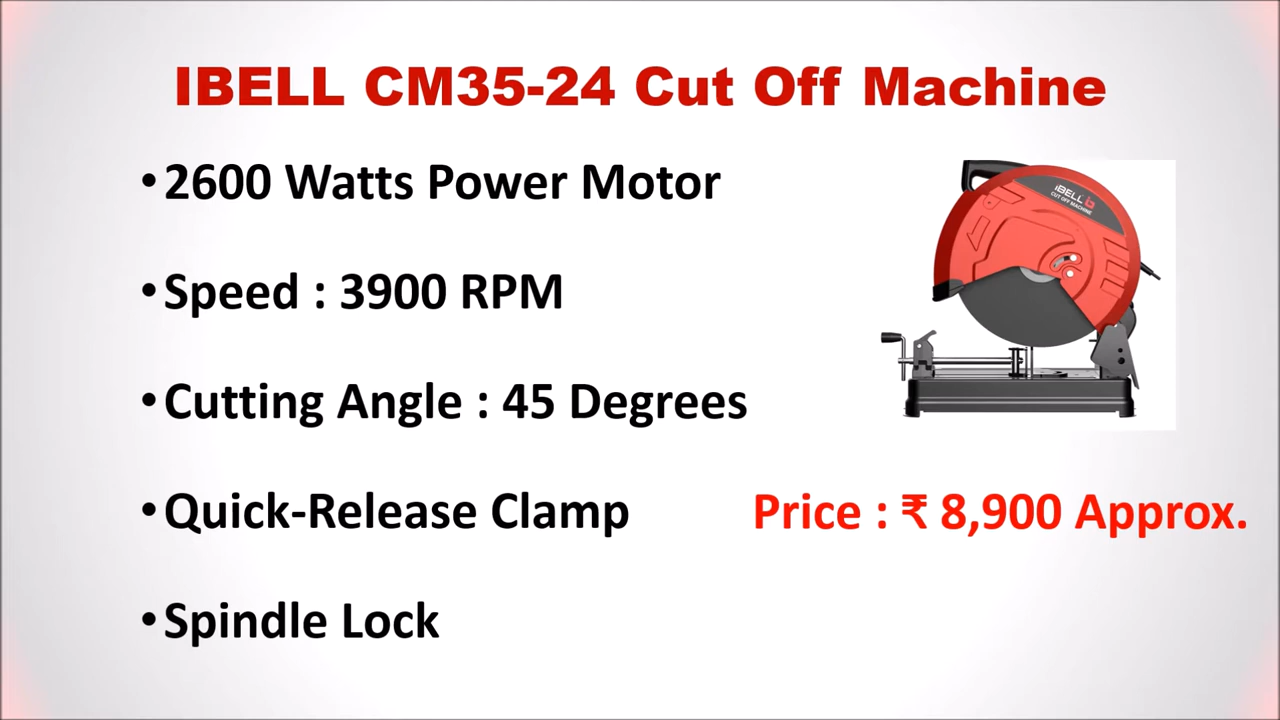 IBELL CM35-24 Cut Off Machine
•2600 Watts Power Motor
iBELL b
CUT OFF MACHINE
•Speed : 3900 RPM
•Cutting Angle : 45 Degrees
•Quick-Release Clamp
Price : ₹ 8,900 Approx.
•Spindle Lock